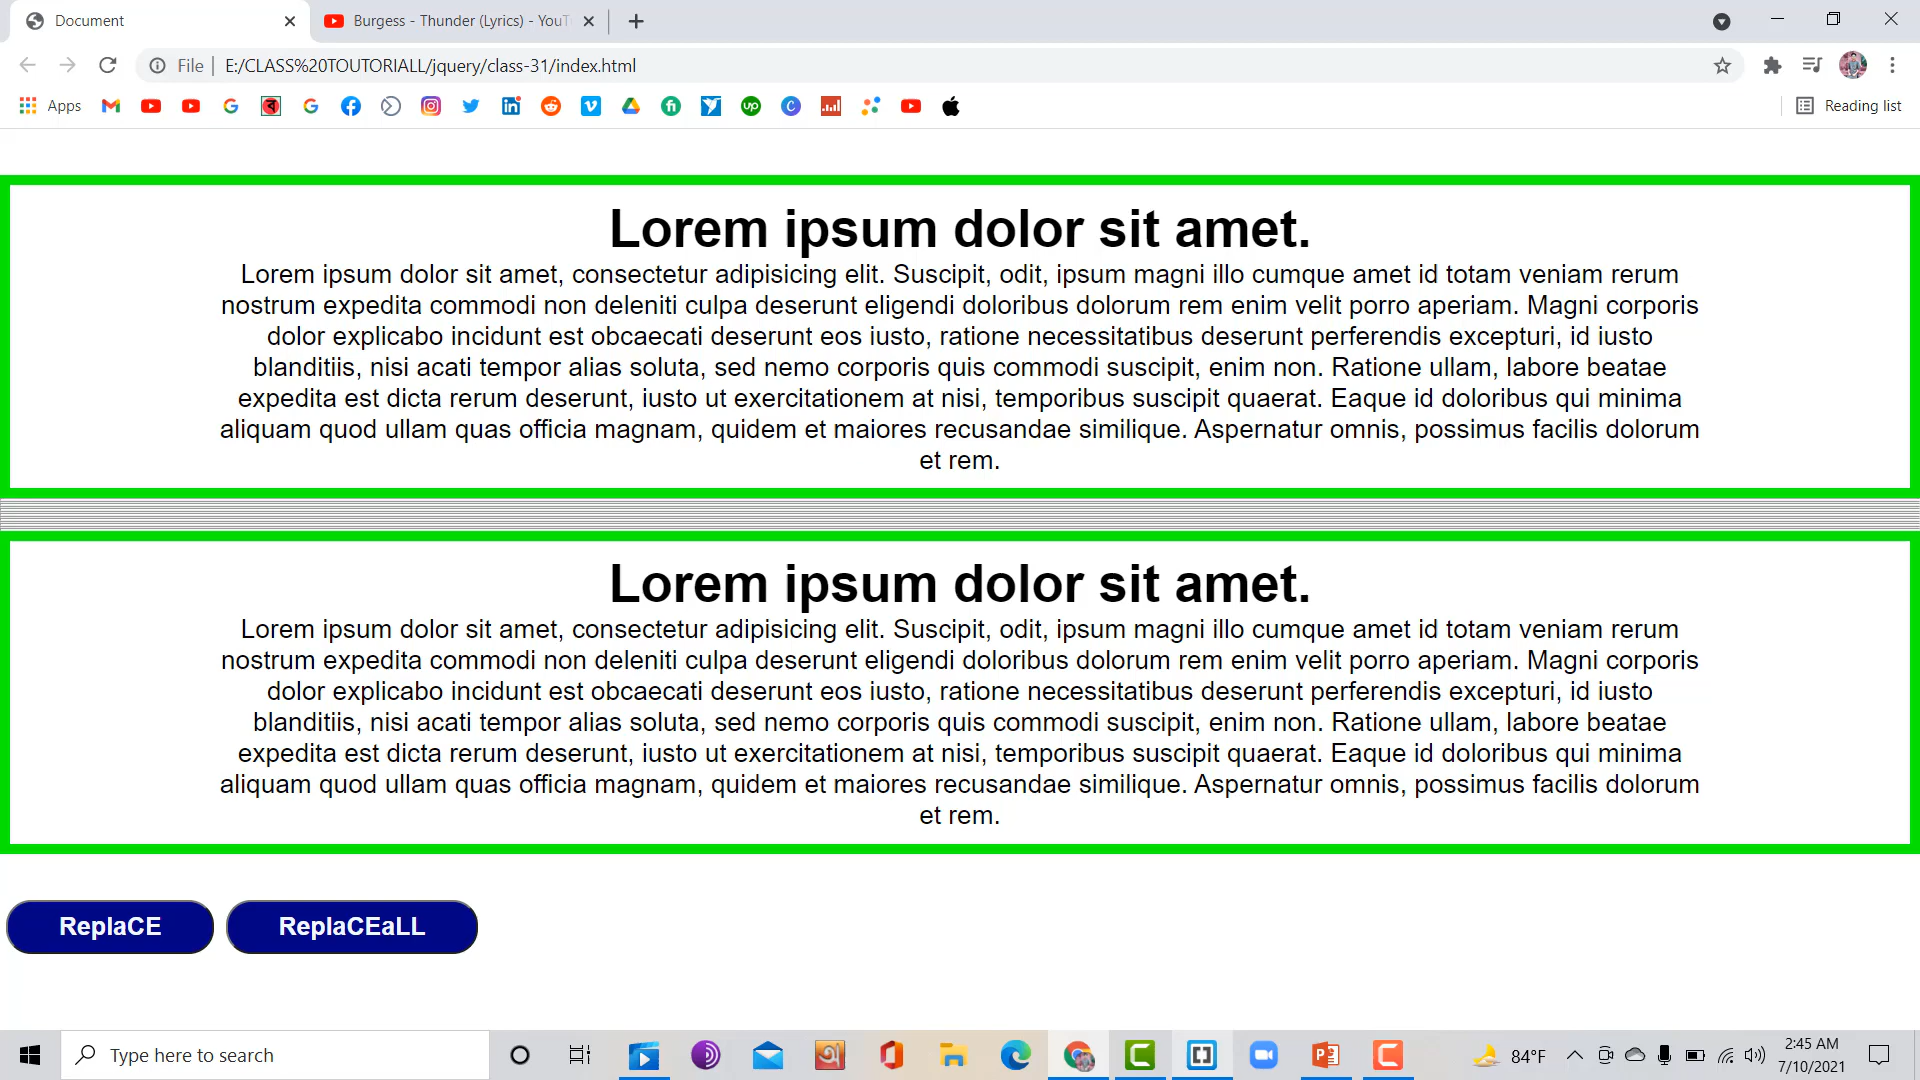 Document
Burgess - Thunder (Lyrics) - YouT
File
E:/CLASS%20TOUTORIALL/jquery/class-31/index.html
Apps
Reading list
Lorem ipsum dolor sit amet.
Lorem ipsum dolor sit amet, consectetur adipisicing elit. Suscipit, odit, ipsum magni illo cumque amet id totam veniam rerum
nostrum expedita commodi non deleniti culpa deserunt eligendi doloribus dolorum rem enim velit porro aperiam. Magni corporis
dolor explicabo incidunt est obcaecati deserunt eos iusto, ratione necessitatibus deserunt perferendis excepturi, id iusto
blanditiis, nisi acati tempor alias soluta, sed nemo corporis quis commodi suscipit, enim non. Ratione ullam, labore beatae
expedita est dicta rerum deserunt, iusto ut exercitationem at nisi, temporibus suscipit quaerat. Eaque id doloribus qui minima
aliquam quod ullam quas officia magnam, quidem et maiores recusandae similique. Aspernatur omnis, possimus facilis dolorum
et rem.
Lorem ipsum dolor sit amet.
Lorem ipsum dolor sit amet, consectetur adipisicing elit. Suscipit, odit, ipsum magni illo cumque amet id totam veniam rerum
nostrum expedita commodi non deleniti culpa deserunt eligendi doloribus dolorum rem enim velit porro aperiam. Magni corporis
dolor explicabo incidunt est obcaecati deserunt eos iusto, ratione necessitatibus deserunt perferendis excepturi, id iusto
blanditiis, nisi acati tempor alias soluta, sed nemo corporis quis commodi suscipit, enim non. Ratione ullam, labore beatae
expedita est dicta rerum deserunt, iusto ut exercitationem at nisi, temporibus suscipit quaerat. Eaque id doloribus qui minima
aliquam quod ullam quas officia magnam, quidem et maiores recusandae similique. Aspernatur omnis, possimus facilis dolorum
et rem.
ReplaCE
ReplaCEaLL
Type here to search
84°F
2:45 AM
7/10/2021